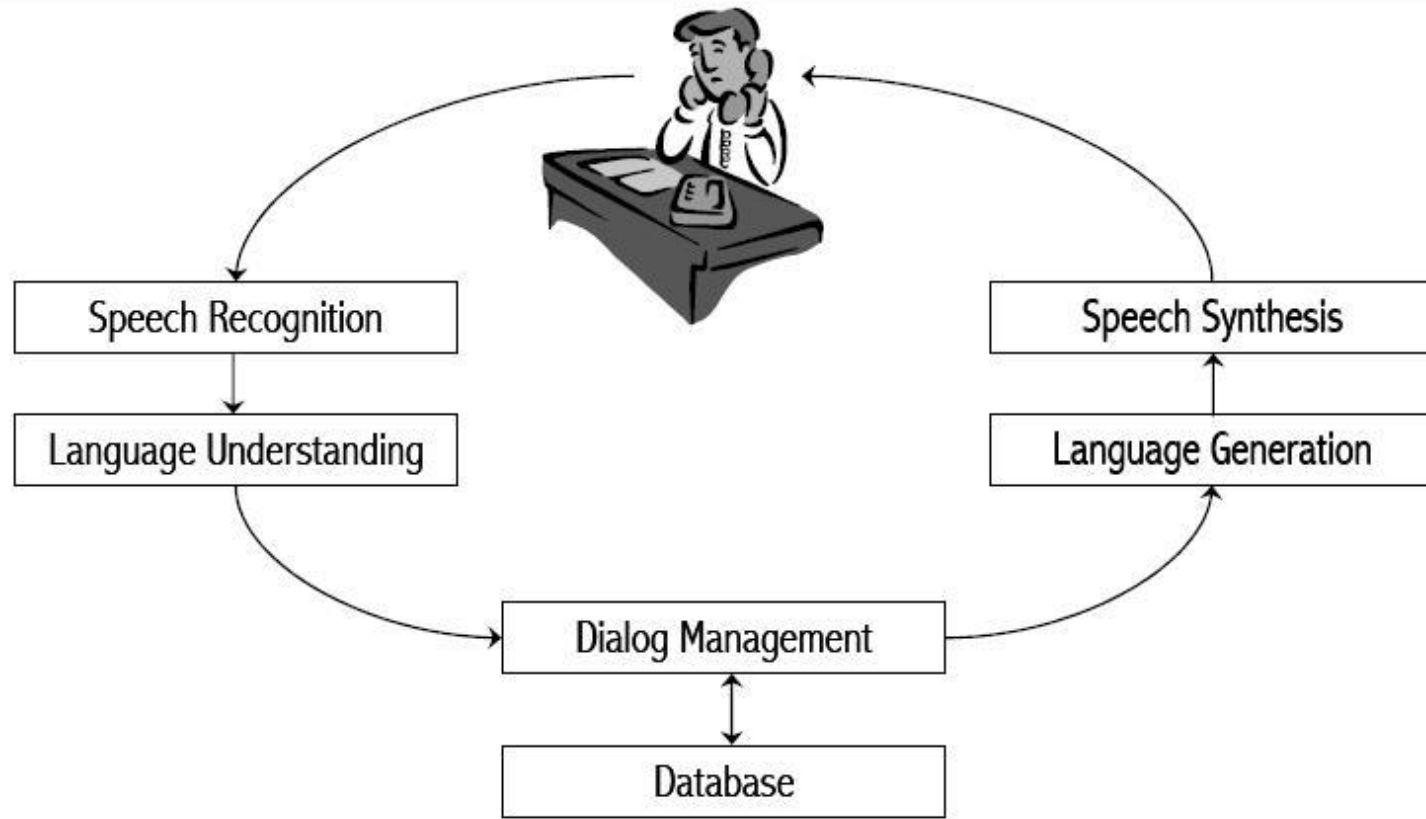 Speech Recognition
Speech Synthesis
Language Understanding
Language Generation
Dialog Management
Database